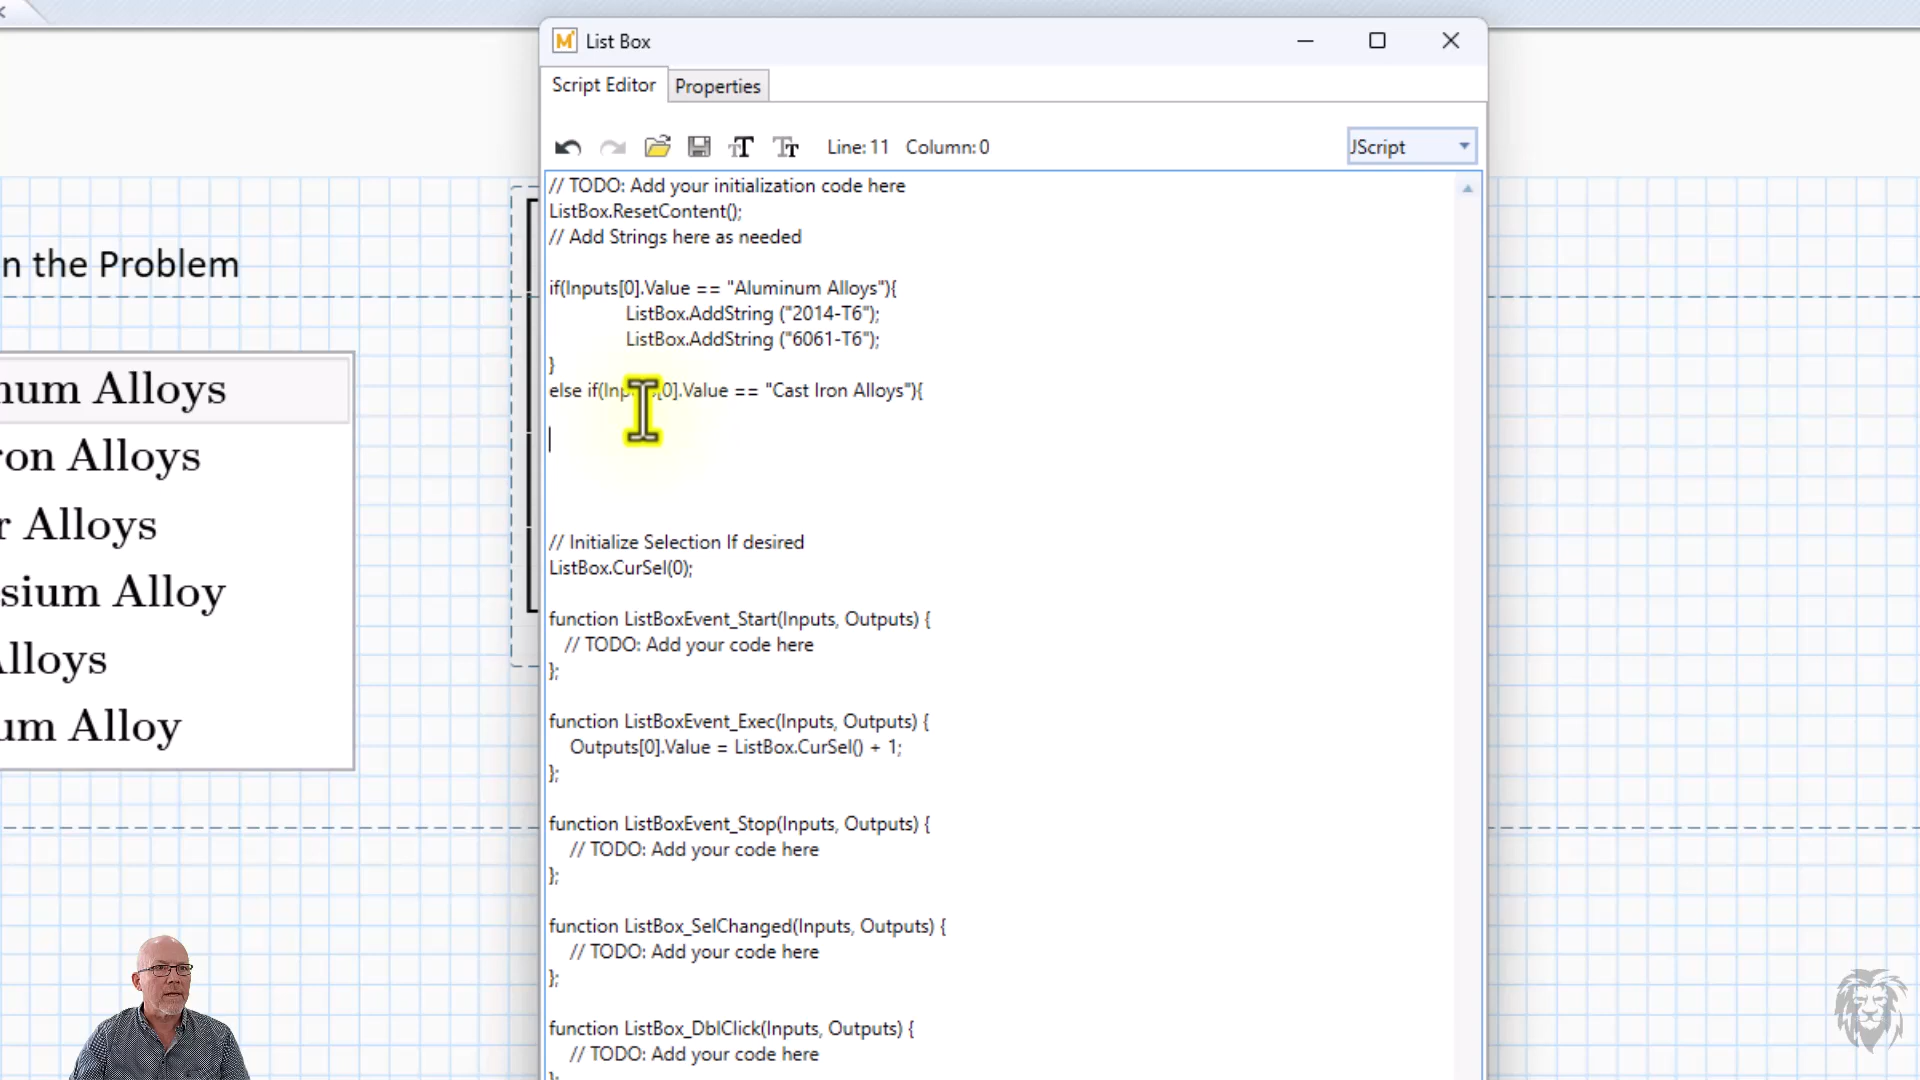 List Box
Script Editor
Properties
Line: 11 Column: 0
JScript
// TODO: Add your initialization code here
ListBox.ResetContent();
// Add Strings here as needed
n the Problem
if(Inputs[0].Value == "Aluminum Alloys"){
ListBox.AddString ("2014-T6");
ListBox.AddString ("6061-T6");
}
else if(Inputs[0].Value == "Cast Iron Alloys"){
num Alloys
ron Alloys
r Alloys
sium Alloy
Alloys
um Alloy
// Initialize Selection If desired
ListBox.CurSel(0);
function ListBoxEvent_Start(Inputs, Outputs) {
// TODO: Add your code here
};
function ListBoxEvent_Exec(Inputs, Outputs) {
Outputs[0].Value = ListBox.CurSel() + 1;
};
function ListBoxEvent_Stop(Inputs, Outputs) {
// TODO: Add your code here
};
function ListBox_SelChanged(Inputs, Outputs) {
// TODO: Add your code here
};
function ListBox_DblClick(Inputs, Outputs) {
// TODO: Add your code here
};